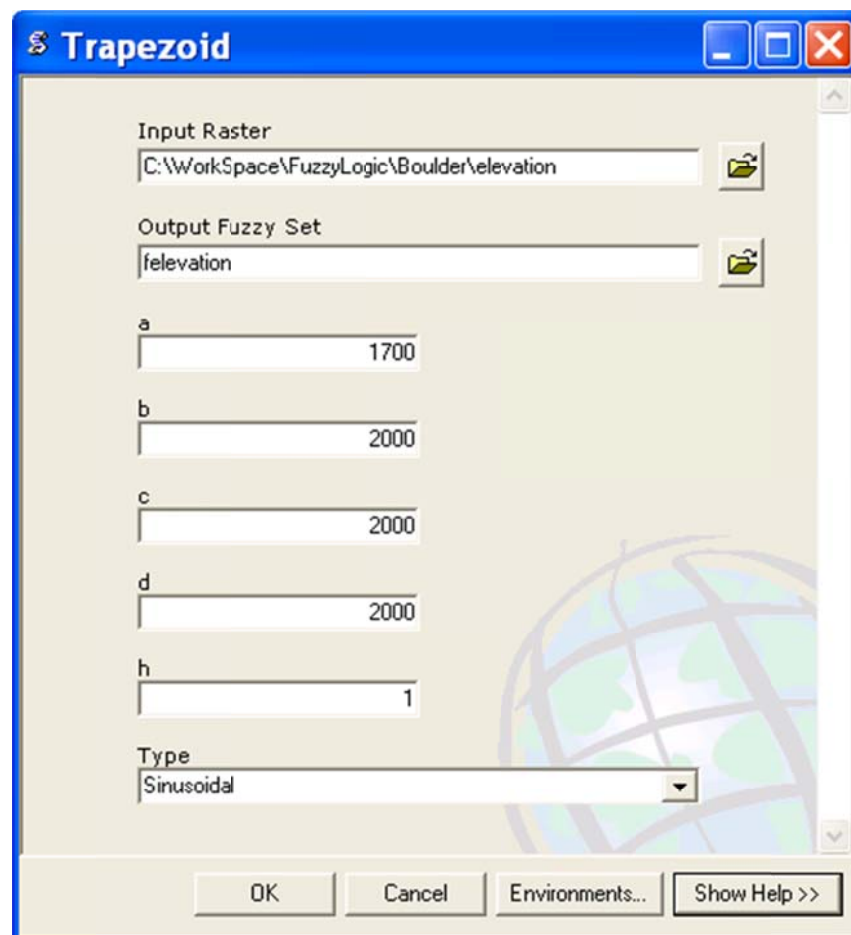 Trapezoid
Input Raster
C:\WorkSpace\FuzzyLogic\Boulder\elevation
Output Fuzzy Set
felevation
a
1700
b
2000
c
2000
d
2000
h
1
Type
Sinusoidal
OK Cancel Environments... Show Help >>